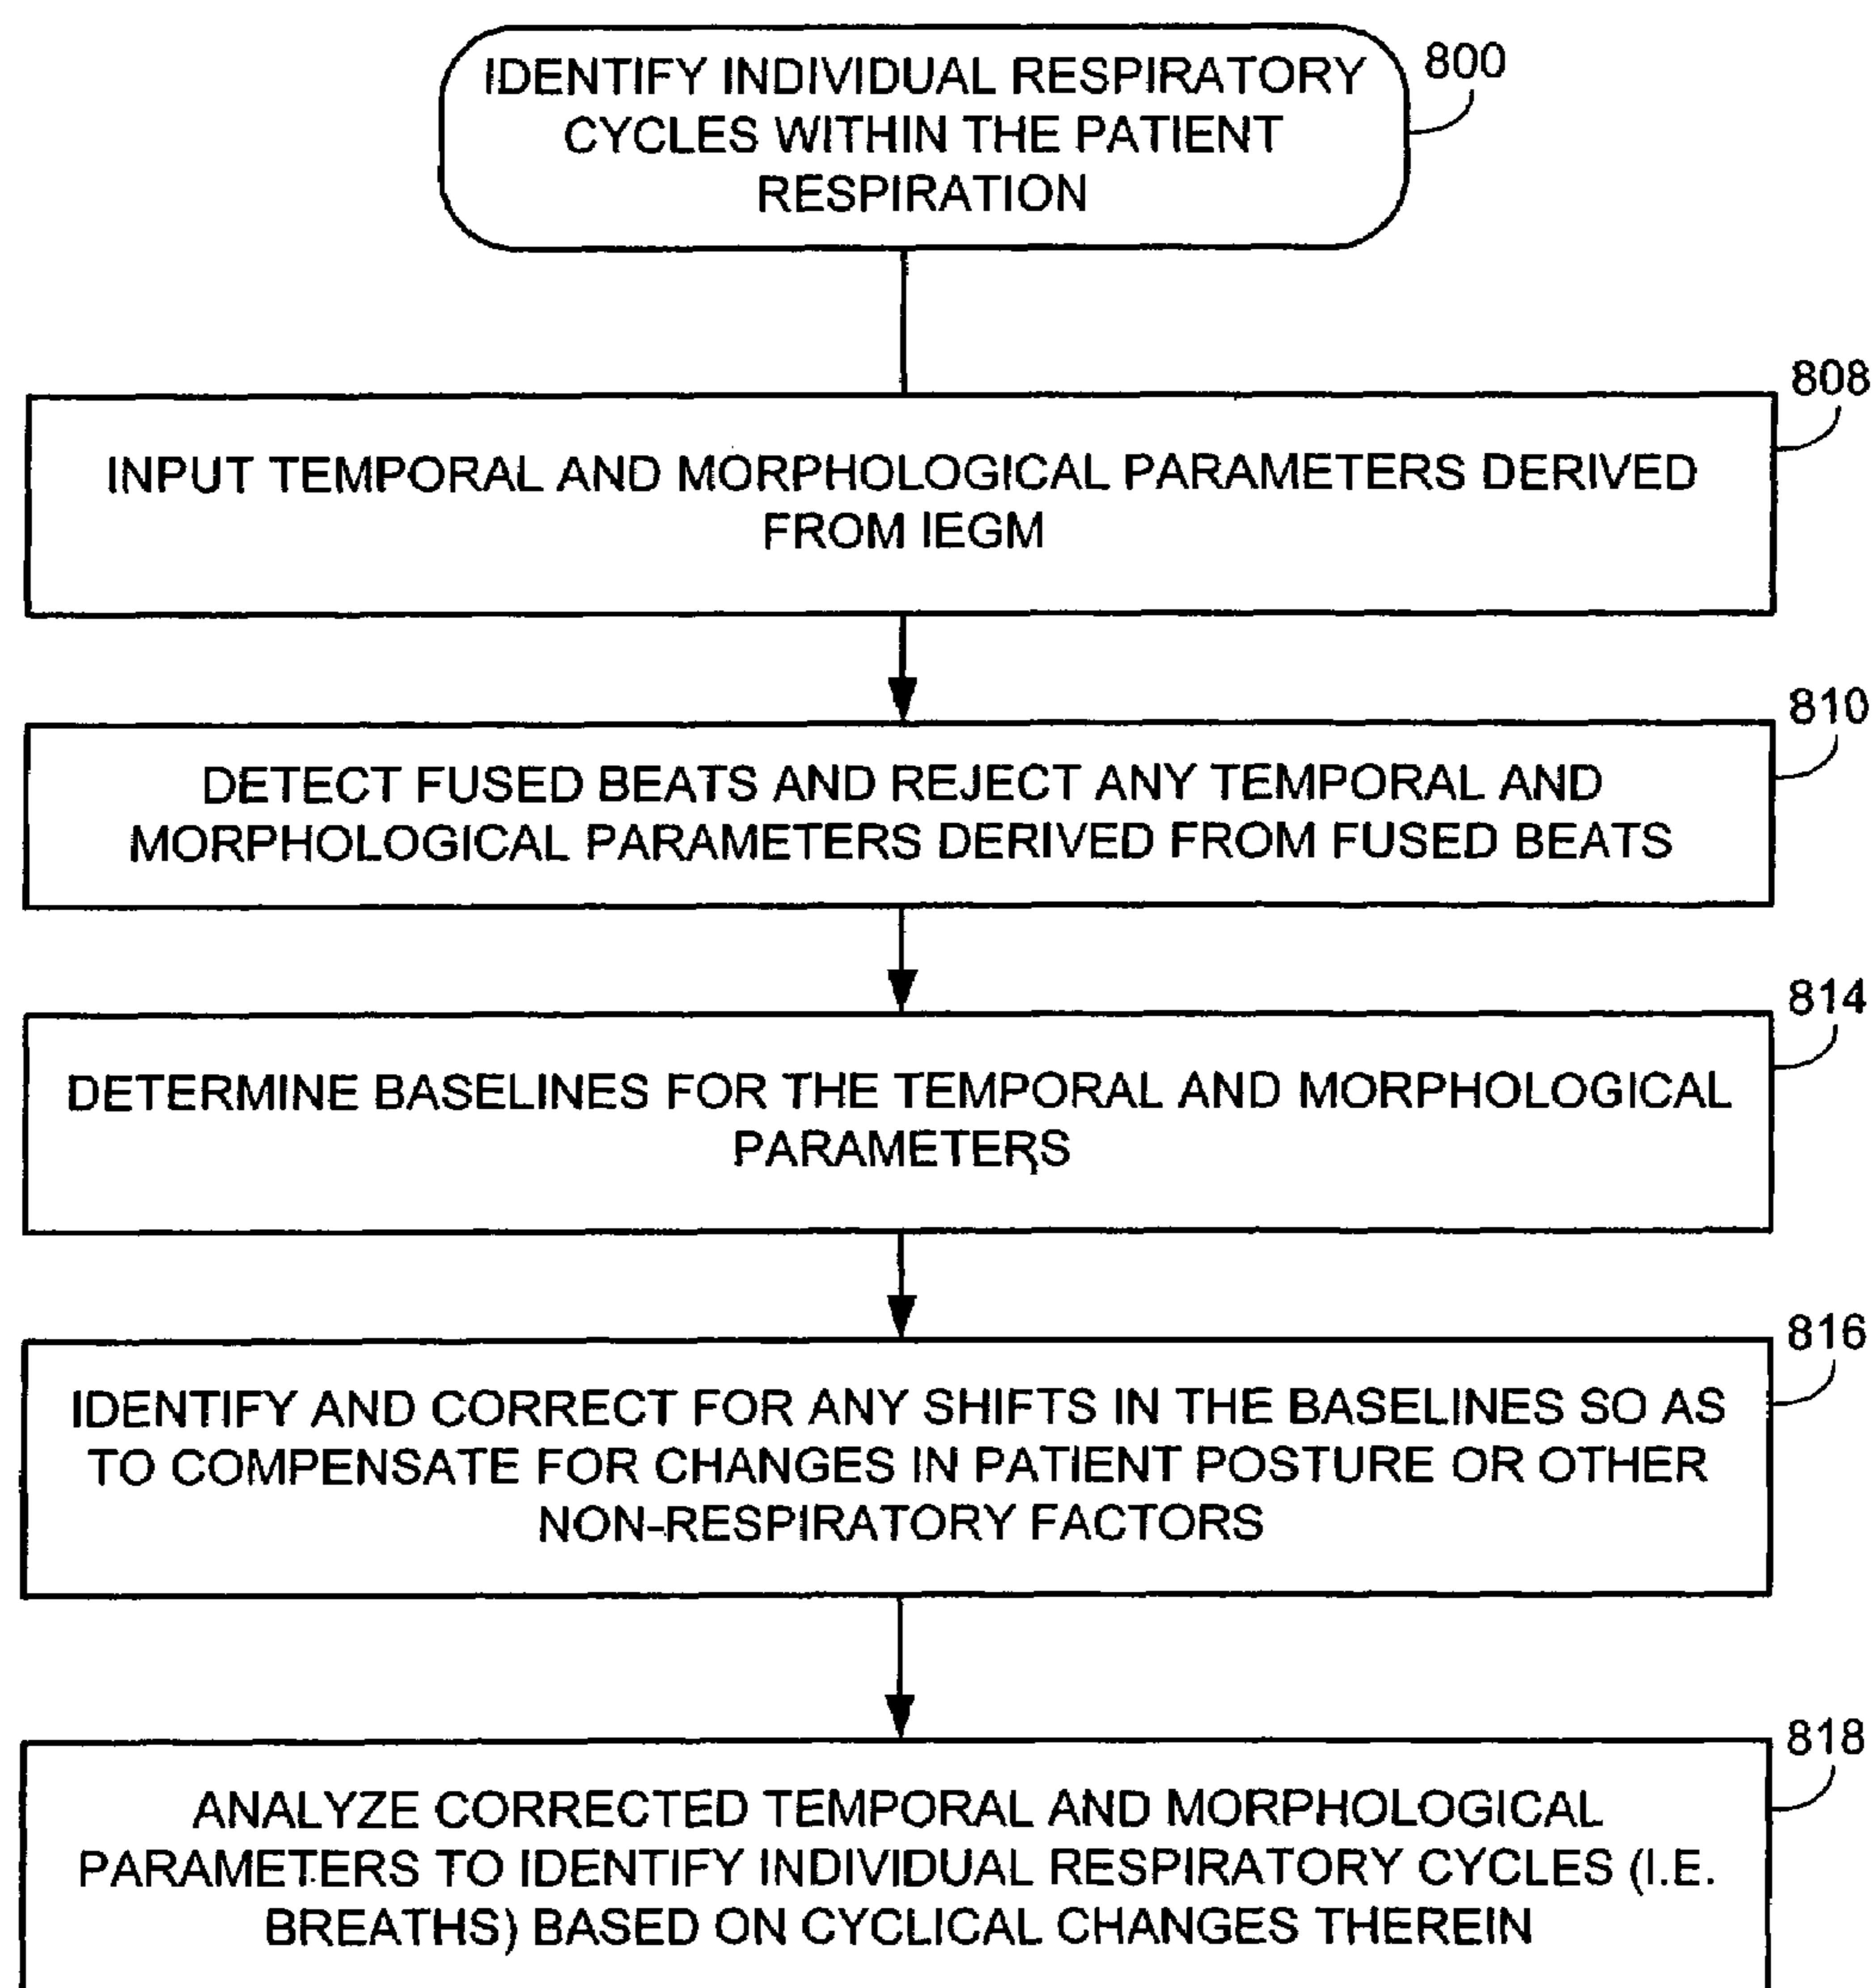 IDENTIFY INDIVIDUAL RESPIRATORY
CYCLES WITHIN THE PATIENT
RESPIRATION
800
808
INPUT TEMPORAL AND MORPHOLOGICAL PARAMETERS DERIVED
FROM IEGM
810
DETECT FUSED BEATS AND REJECT ANY TEMPORAL AND
MORPHOLOGICAL PARAMETERS DERIVED FROM FUSED BEATS
814
DETERMINE BASELINES FOR THE TEMPORAL AND MORPHOLOGICAL
PARAMETERS
816
IDENTIFY AND CORRECT FOR ANY SHIFTS IN THE BASELINES SO AS
TO COMPENSATE FOR CHANGES IN PATIENT POSTURE OR OTHER
NON-RESPIRATORY FACTORS
818
ANALYZE CORRECTED TEMPORAL AND MORPHOLOGICAL
PARAMETERS TO IDENTIFY INDIVIDUAL RESPIRATORY CYCLES (I.E.
BREATHS) BASED ON CYCLICAL CHANGES THEREIN